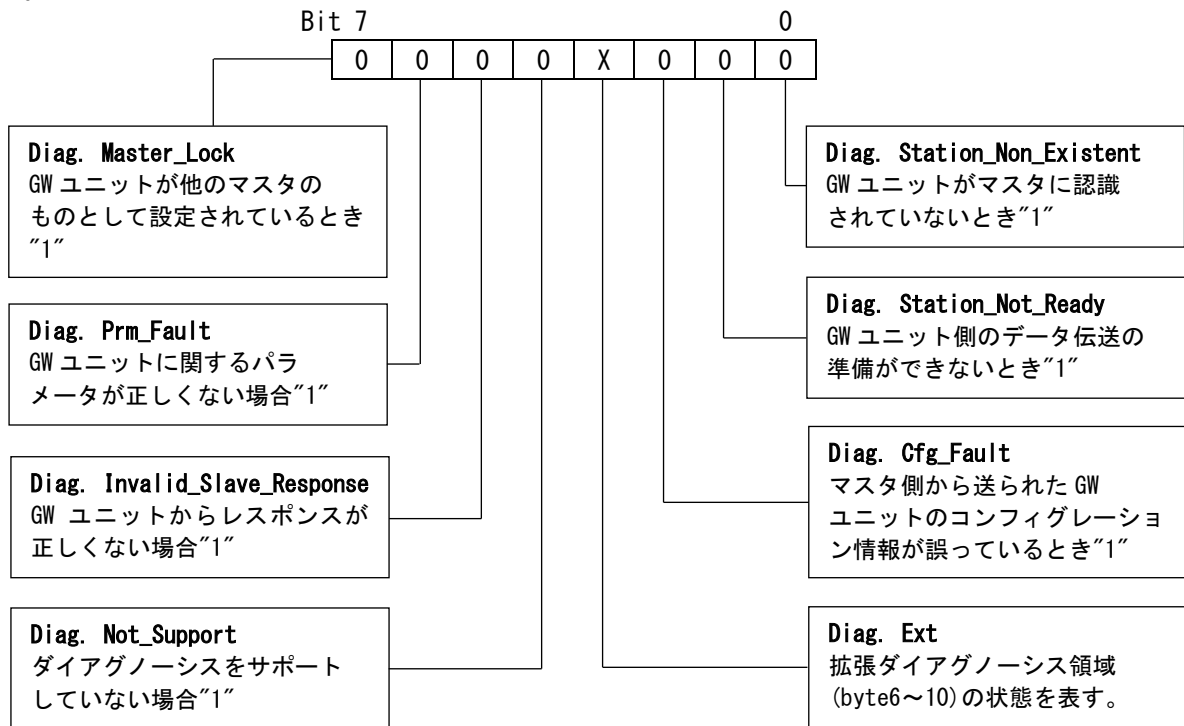 Bit 7 0
0 0 0 0 X 0 0 0
Diag. Master_Lock
GW ユニットが他のマスタの
ものとして設定されているとき
"1"
Diag. Prm_Fault
GW ユニットに関するパラ
メータが正しくない場合"1"
Diag. Invalid_Slave_Response
GW ユニットからレスポンスが
正しくない場合"1"
Diag. Not_Support
ダイアグノーシスをサポート
していない場合"1"
Diag. Station_Non_Existent
GW ユニットがマスタに認識
されていないとき"1"
Diag. Station_Not_Ready
GW ユニット側のデータ伝送の
準備ができないとき"1"
Diag. Cfg_Fault
マスタ側から送られた GW
ユニットのコンフィグレーショ
ン情報が誤っているとき"1"
Diag. Ext
拡張ダイアグノーシス領域
(byte6～10)の状態を表す。